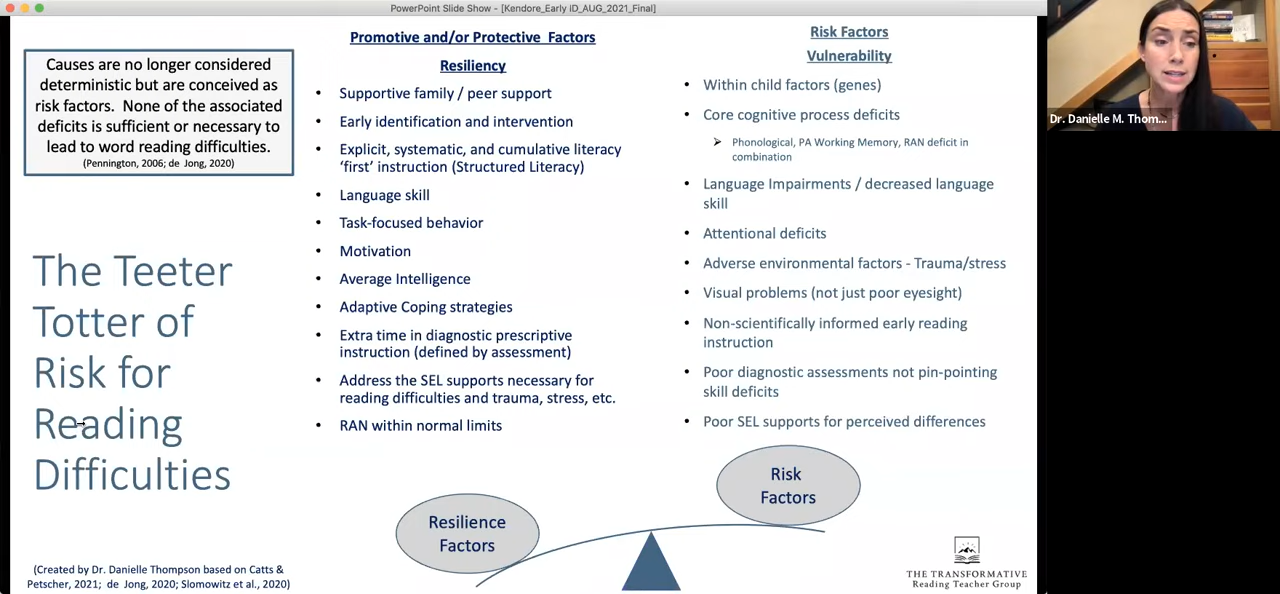 PowerPoint Slide Show - [Kendore_Early iD_AUG_2021_Final]
Causes are no longer considered
deterministic but are conceived as
risk factors. None of the associated
deficits is sufficient or necessary to
lead to word reading difficulties.
(Pennington, 2006; de Jong, 2020)
The Teeter
Totter of
Risk for
Reading
Difficulties
(Created by Dr. Danielle Thompson based on Catts &
Petscher, 2021; de Jong, 2020; Slomowitz et al., 2020)
Promotive and/or Protective Factors
Resiliency
• Supportive family / peer support
• Early identification and intervention
• Explicit, systematic, and cumulative literacy
‘first’ instruction (Structured Literacy)
• Language skill
• Task-focused behavior
• Motivation
• Average Intelligence
• Adaptive Coping strategies
• Extra time in diagnostic prescriptive
instruction (defined by assessment)
• Address the SEL supports necessary for
reading difficulties and trauma, stress, etc.
• RAN within normal limits
Risk Factors
Vulnerability
• Within child factors (genes)
• Core cognitive process deficits
➢ Phonological, PA Working Memory, RAN deficit in
combination
• Language Impairments / decreased language
skill
• Attentional deficits
• Adverse environmental factors - Trauma/stress
• Visual problems (not just poor eyesight)
• Non-scientifically informed early reading
instruction
• Poor diagnostic assessments not pin-pointing
skill deficits
• Poor SEL supports for perceived differences
Resilience
Factors
Risk
Factors
THE TRANSFORMATIVE
Reading Teacher Group
Dr. Danielle M. Thom...